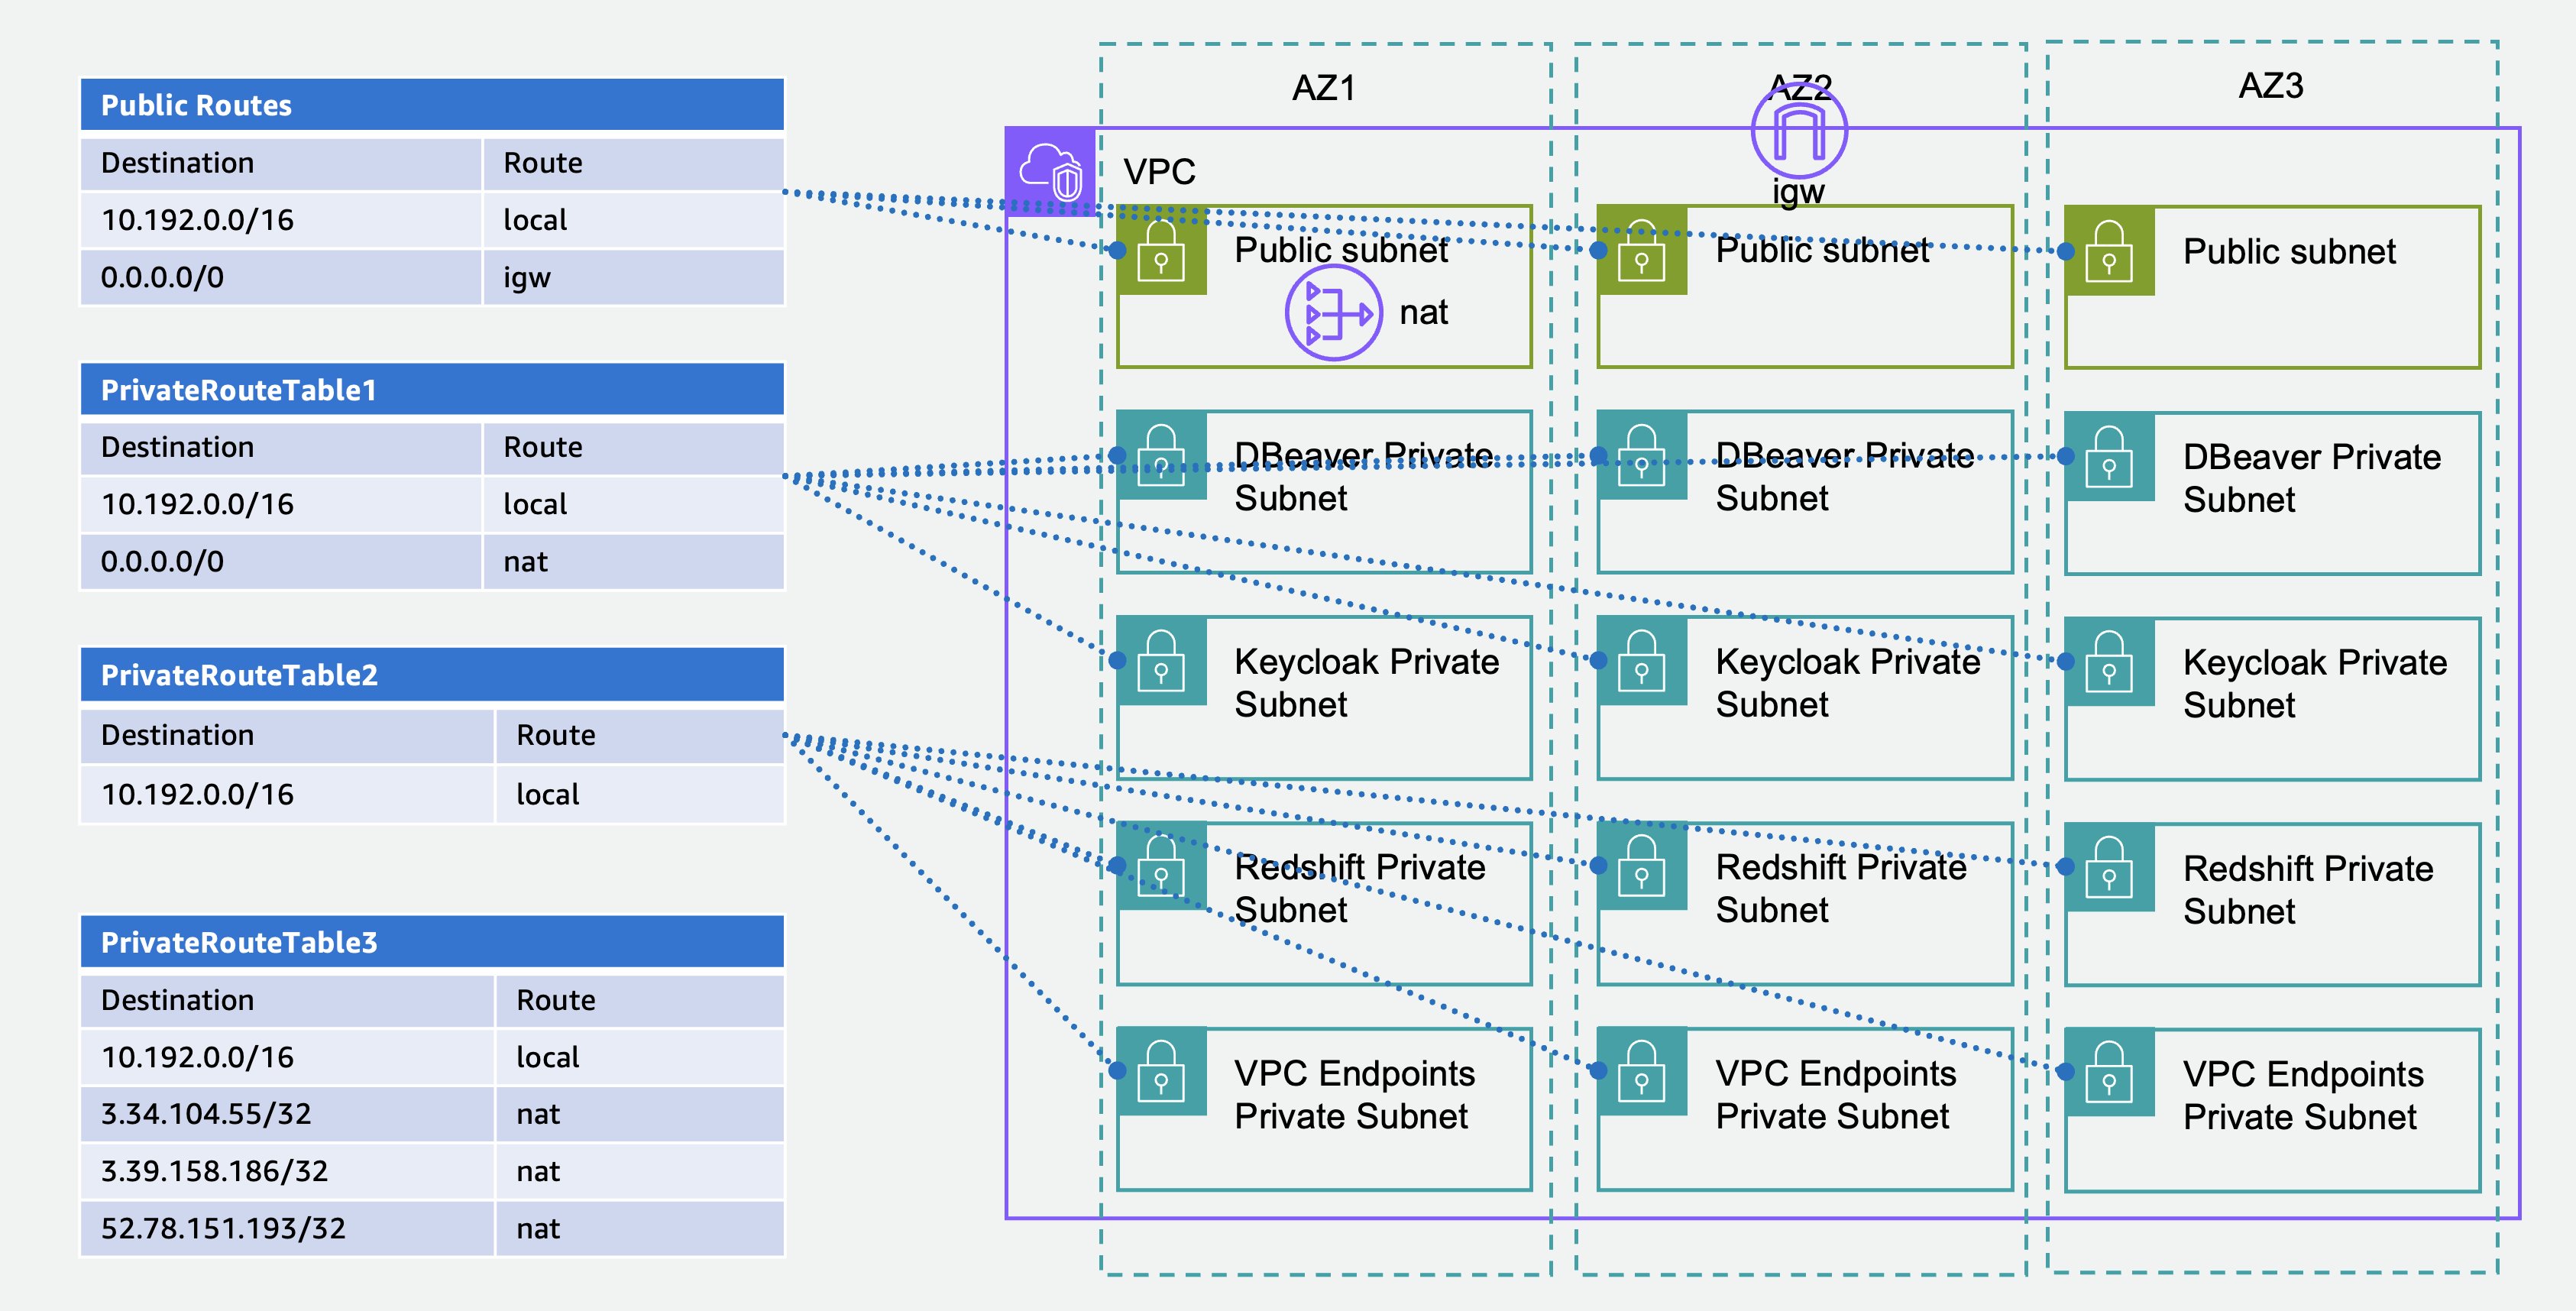 Public Routes
Destination Route
10.192.0.0/16 local
0.0.0.0/0 igw
PrivateRouteTable1
Destination Route
10.192.0.0/16 local
0.0.0.0/0 nat
PrivateRouteTable2
Destination Route
10.192.0.0/16 local
PrivateRouteTable3
Destination Route
10.192.0.0/16 local
3.34.104.55/32 nat
3.39.158.186/32 nat
52.78.151.193/32 nat
AZ1 AZ2 AZ3
VPC
igw
Public subnet Public subnet Public subnet
nat
DBeaver Private DBeaver Private DBeaver Private
Subnet Subnet Subnet
Keycloak Private Keycloak Private Keycloak Private
Subnet Subnet Subnet
Redshift Private Redshift Private Redshift Private
Subnet Subnet Subnet
VPC Endpoints VPC Endpoints VPC Endpoints
Private Subnet Private Subnet Private Subnet